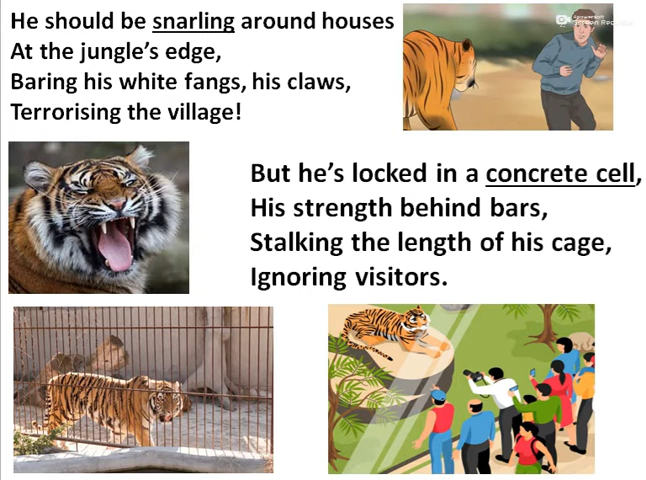 He should be snarling around houses
At the jungle's edge,
Baring his white fangs, his claws,
Terrorising the village!
But he's locked in a concrete cell,
His strength behind bars,
Stalking the length of his cage,
Ignoring visitors.